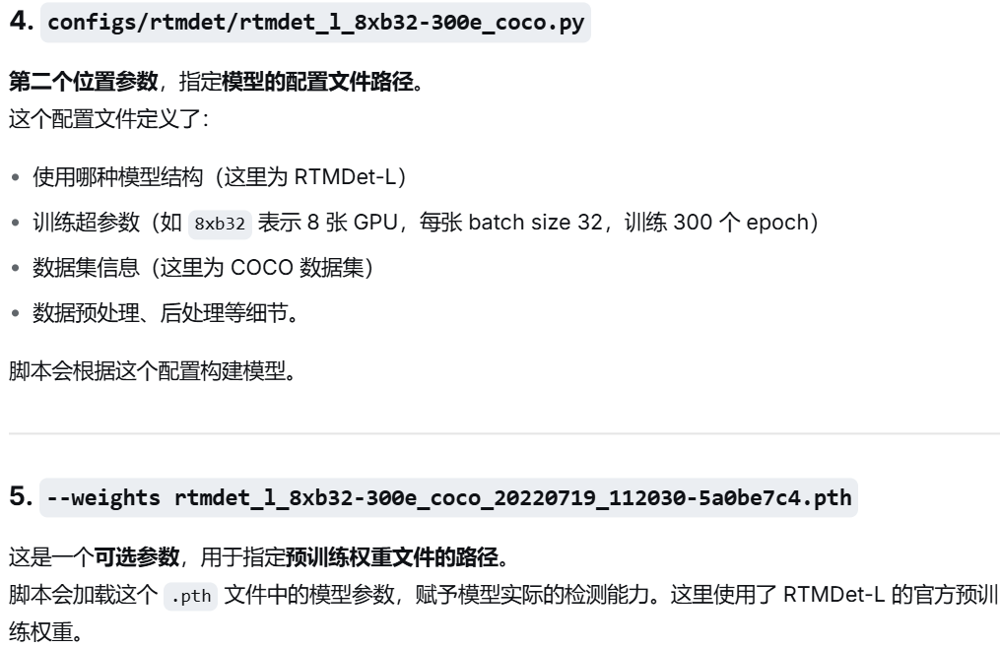 4. configs/rtmdet/rtmdet_l_8xb32-300e_coco.py
第二个位置参数，指定模型的配置文件路径。
这个配置文件定义了：
• 使用哪种模型结构（这里为 RTMDet-L）
• 训练超参数（如 8xb32 表示 8 张 GPU，每张 batch size 32，训练 300 个 epoch）
• 数据集信息（这里为 COCO 数据集）
• 数据预处理、后处理等细节。
脚本会根据这个配置构建模型。
5. --weights rtmdet_l_8xb32-300e_coco_20220719_112030-5a0be7c4.pth
这是一个可选参数，用于指定预训练权重文件的路径。
脚本会加载这个 .pth 文件中的模型参数，赋予模型实际的检测能力。这里使用了 RTMDet-L 的官方预训
练权重。